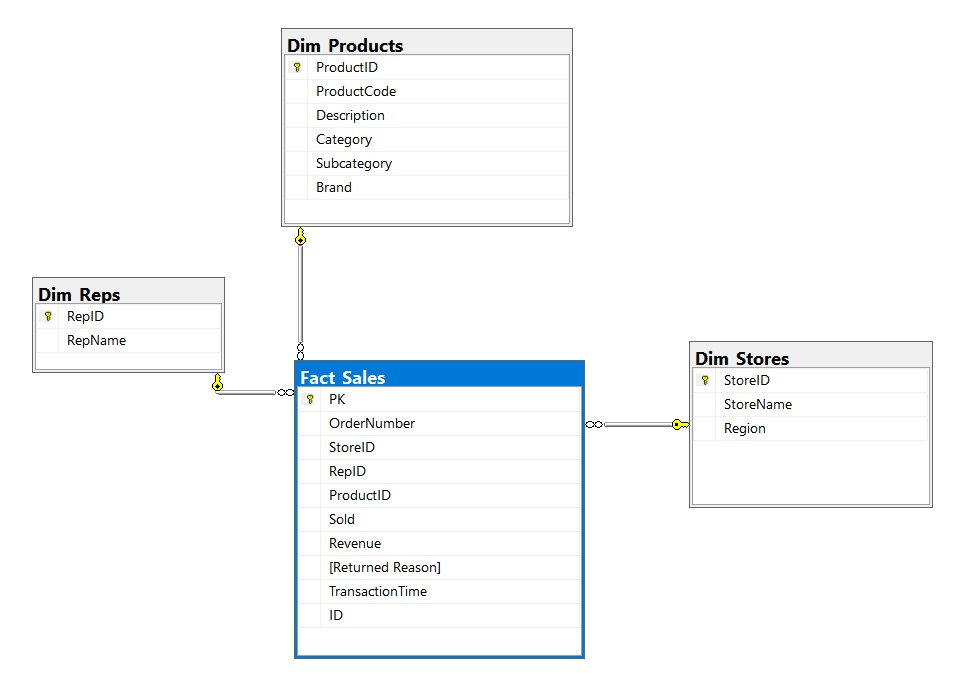 Dim Products
ProductID
ProductCode
Description
Category
Subcategory
Brand
Dim Reps
RepID
RepName
Fact Sales
PK
OrderNumber
StoreID
RepID
ProductID
Sold
Revenue
[Returned Reason]
TransactionTime
ID
Dim Stores
StoreID
StoreName
Region